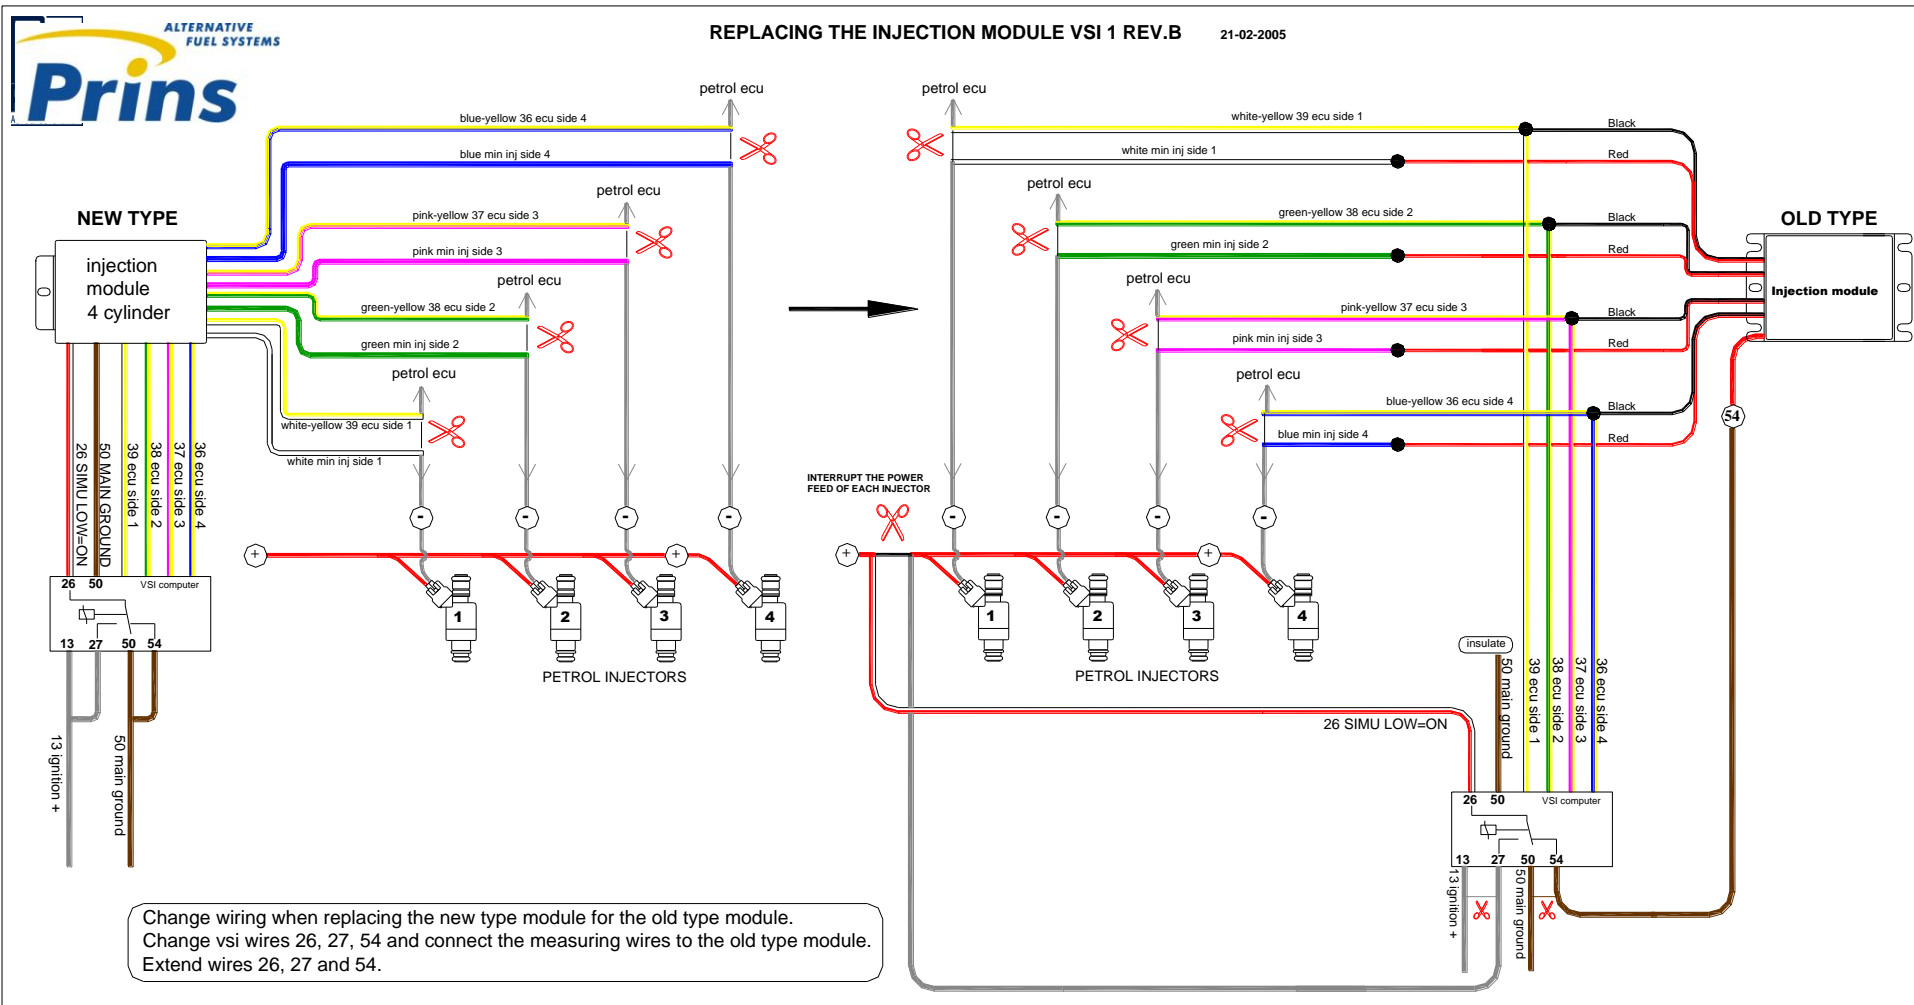 ALTERNATIVE
FUEL SYSTEMS
Prins
REPLACING THE INJECTION MODULE VSI 1 REV.B 21-02-2005
petrol ecu
blue-yellow 36 ecu side 4
blue min inj side 4
petrol ecu
pink-yellow 37 ecu side 3
pink min inj side 3
petrol ecu
green-yellow 38 ecu side 2
green min inj side 2
petrol ecu
white-yellow 39 ecu side 1
white min inj side 1
NEW TYPE
injection
module
4 cylinder
26 SIMU LOW=ON
50 MAIN GROUND
39 ecu side 1
38 ecu side 2
37 ecu side 3
36 ecu side 4
26 50 VSI computer
13 27 50 54
13 ignition +
50 main ground
- - - -
+ +
1 2 3 4
PETROL INJECTORS
petrol ecu
white-yellow 39 ecu side 1
Black
white min inj side 1
Red
petrol ecu
green-yellow 38 ecu side 2
Black
green min inj side 2
Red
petrol ecu
pink-yellow 37 ecu side 3
Black
pink min inj side 3
Red
petrol ecu
blue-yellow 36 ecu side 4
Black
blue min inj side 4
Red
OLD TYPE
Injection module
54
INTERRUPT THE POWER
FEED OF EACH INJECTOR
- - - -
+ +
1 2 3 4
PETROL INJECTORS
insulate
50 main ground
39 ecu side 1
38 ecu side 2
37 ecu side 3
36 ecu side 4
26 SIMU LOW=ON
26 50 VSI computer
13 27 50 54
13 ignition +
50 main ground
Change wiring when replacing the new type module for the old type module.
Change vsi wires 26, 27, 54 and connect the measuring wires to the old type module.
Extend wires 26, 27 and 54.